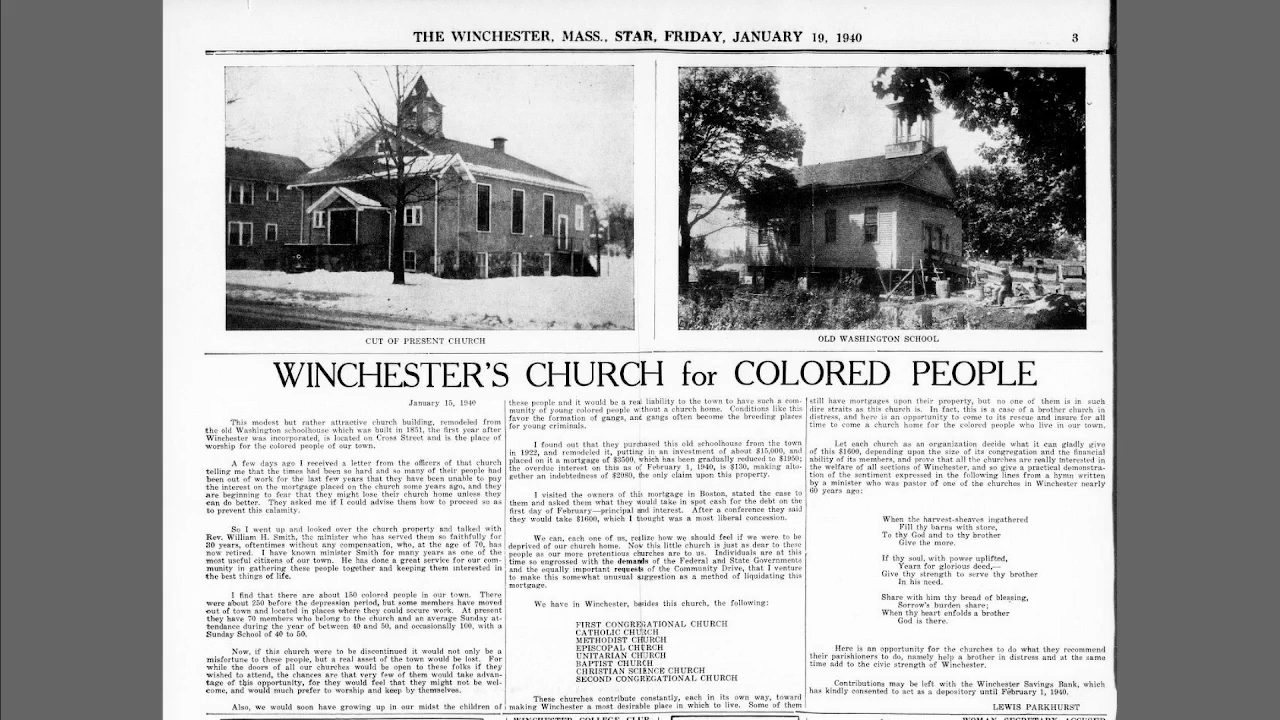 THE WINCHESTER, MASS., STAR, FRIDAY, JANUARY 19, 1940
3
CUT OF PRESENT CHURCH
OLD WASHINGTON SCHOOL
WINCHESTER'S CHURCH for COLORED PEOPLE
January 15, 1940
This modest but rather attractive church building, remodeled from
the old Washington schoolhouse which was built in 1851, the first year after
Winchester was incorporated, is located on Cross Street and is the place of
worship for the colored people of our town.
A few days ago I received a letter from the officers of that church
telling me that the times had been so hard and so many of their people had
been out of work for the last few years that they have been unable to pay
the interest on the mortgage placed on the church some years ago, and they
are beginning to fear that they might lose their church home unless they
can do better. They asked me if I could advise them how to proceed so as
to prevent this calamity.
So I went up and looked over the church property and talked with
Rev. William H. Smith, the minister who has served them so faithfully for
30 years, oftentimes without any compensation, who, at the age of 70, has
now retired. I have known minister Smith for many years as one of the
most useful citizens of our town. He has done a great service for our com-
munity in gathering these people together and keeping them interested in
the best things of life.
I find that there are about 150 colored people in our town. There
were about 250 before the depression period, but some members have moved
out of town and located in places where they could secure work. At present
they have 70 members who belong to the church and an average Sunday at-
tendance during the year of between 40 and 50, and occasionally 100, with a
Sunday School of 40 to 50.
Now, if this church were to be discontinued it would not only be a
misfortune to these people, but a real asset of the town would be lost. For
while the doors of all our churches would be open to these folks if they
wished to attend, the chances are that very few of them would take advan-
tage of this opportunity, for they would feel that they might not be wel-
come, and would much prefer to worship and keep by themselves.
Also, we would soon have growing up in our midst the children of
these people and it would be a real liability to the town to have such a com-
munity of young colored people without a church home. Conditions like this
favor the formation of gangs, and gangs often become the breeding places
for young criminals.
I found out that they purchased this old schoolhouse from the town
in 1922, and remodeled it, putting in an investment of about $15,000, and
placed on it a mortgage of $3500, which has been gradually reduced to $1950;
the overdue interest on this as of February 1, 1940, is $130, making alto-
gether an indebtedness of $2080, the only claim upon this property.
I visited the owners of this mortgage in Boston, stated the case to
them and asked them what they would take in spot cash for the debt on the
first day of February—principal and interest. After a conference they said
they would take $1600, which I thought was a most liberal concession.
We can, each one of us, realize how we should feel if we were to be
deprived of our church home. Now this little church is just as dear to these
people as our more pretentious churches are to us. Individuals are at this
time so engrossed with the demands of the Federal and State Governments
and the equally important requests of the Community Drive, that I venture
to make this somewhat unusual suggestion as a method of liquidating this
mortgage.
We have in Winchester, besides this church, the following:
FIRST CONGREGATIONAL CHURCH
CATHOLIC CHURCH
METHODIST CHURCH
EPISCOPAL CHURCH
UNITARIAN CHURCH
BAPTIST CHURCH
CHRISTIAN SCIENCE CHURCH
SECOND CONGREGATIONAL CHURCH
These churches contribute constantly, each in its own way, toward
making Winchester a most desirable place in which to live. Some of them
still have mortgages upon their property, but no one of them is in such
dire straits as this church is. In fact, this is a case of a brother church in
distress, and here is an opportunity to come to its rescue and insure for all
time to come a church home for the colored people who live in our town.
Let each church as an organization decide what it can gladly give
of this $1600, depending upon the size of its congregation and the financial
ability of its members, and prove that all the churches are really interested in
the welfare of all sections of Winchester, and so give a practical demonstra-
tion of the sentiment expressed in the following lines from a hymn written
by a minister who was pastor of one of the churches in Winchester nearly
60 years ago:
When the harvest-sheaves ingathered
Fill thy barns with store,
To thy God and to thy brother
Give the more.
If thy soul, with power uplifted,
Yearn for glorious deed,—
Give thy strength to serve thy brother
In his need.
Share with him thy bread of blessing,
Sorrow's burden share;
When thy heart enfolds a brother
God is there.
Here is an opportunity for the churches to do what they recommend
their parishioners to do, namely help a brother in distress and at the same
time add to the civic strength of Winchester.
Contributions may be left with the Winchester Savings Bank, which
has kindly consented to act as a depository until February 1, 1940.
LEWIS PARKHURST
WINCHESTER COLLEGE CLUB
WOMAN SECRETARY ACCUSED